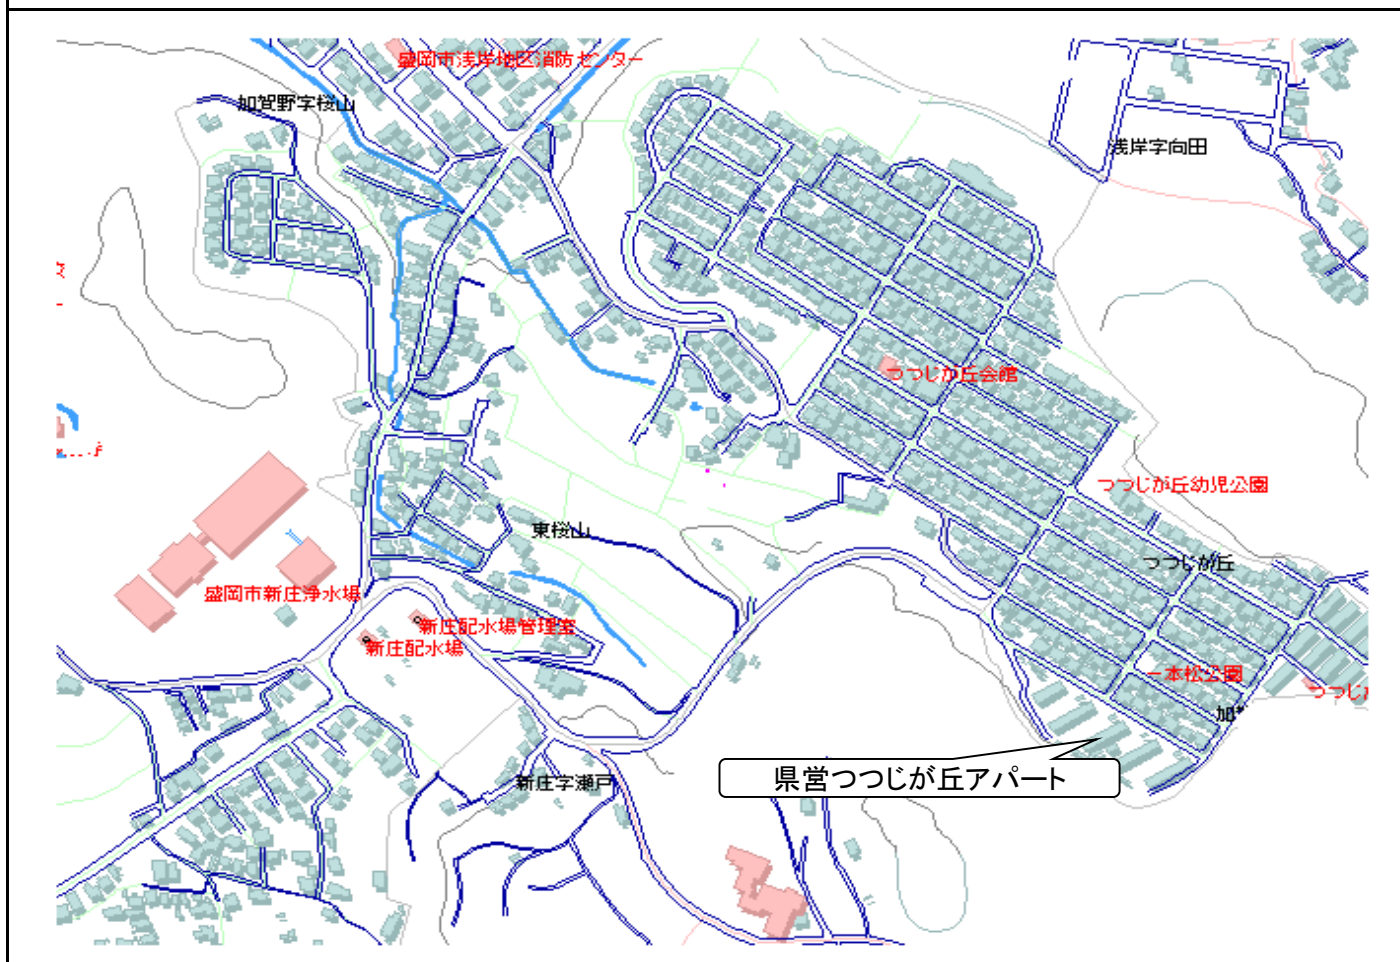 盛岡市浅岸地区消防センター
加賀野字桜山
浅岸字向田
つつじが丘会館
つつじが丘幼児公園
東桜山
つつじが丘
盛岡市新庄浄水場
新庄配水場管理室
新庄配水場
一本松公園
つつじ
加*
県営つつじが丘アパート
新庄字瀬戸